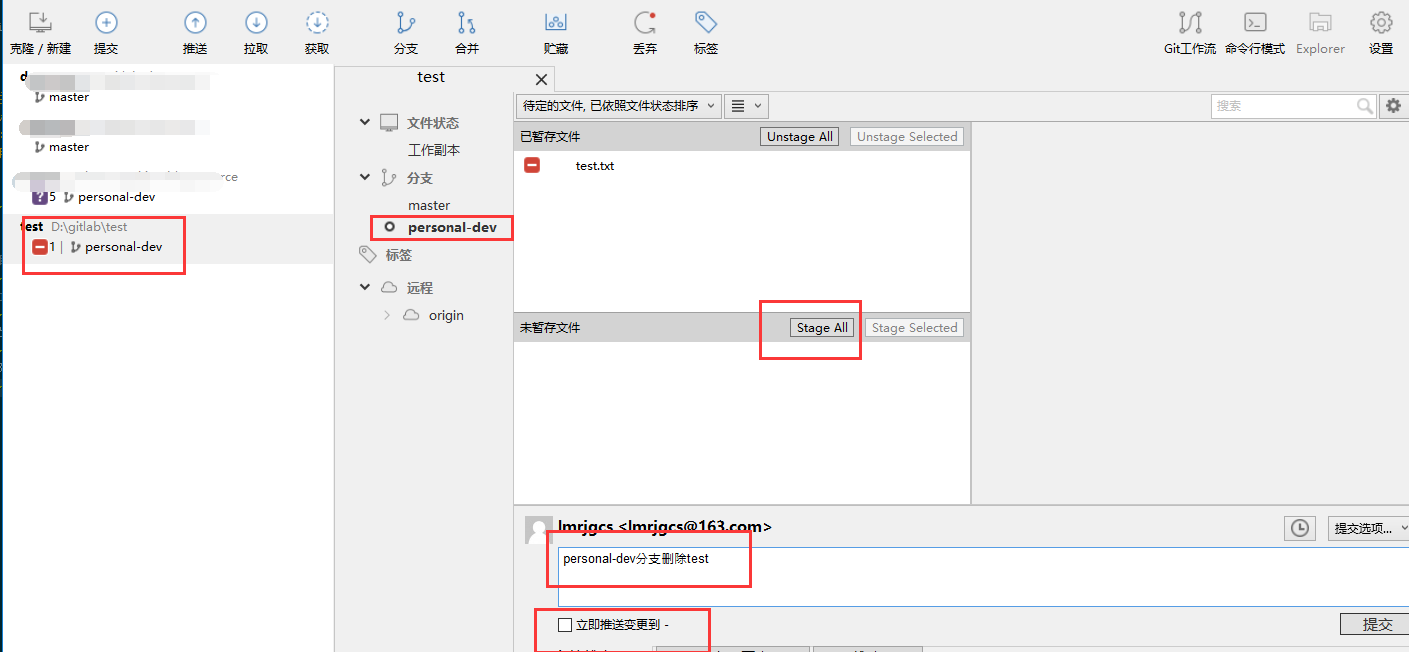 克隆 / 新建 提交 推送 拉取 获取 分支 合并 贮藏 丢弃 标签 Git工作流 命令行模式 Explorer 设置
master
master
5 personal-dev
test D:\gitlab\test
1 | personal-dev
test
文件状态
工作副本
分支
master
personal-dev
标签
远程
origin
待定的文件, 已依照文件状态排序
搜索
已暂存文件 Unstage All Unstage Selected
test.txt
未暂存文件 Stage All Stage Selected
lmrjgcs <lmrjgcs@163.com>
提交选项...
personal-dev分支删除test
立即推送变更到 -
提交